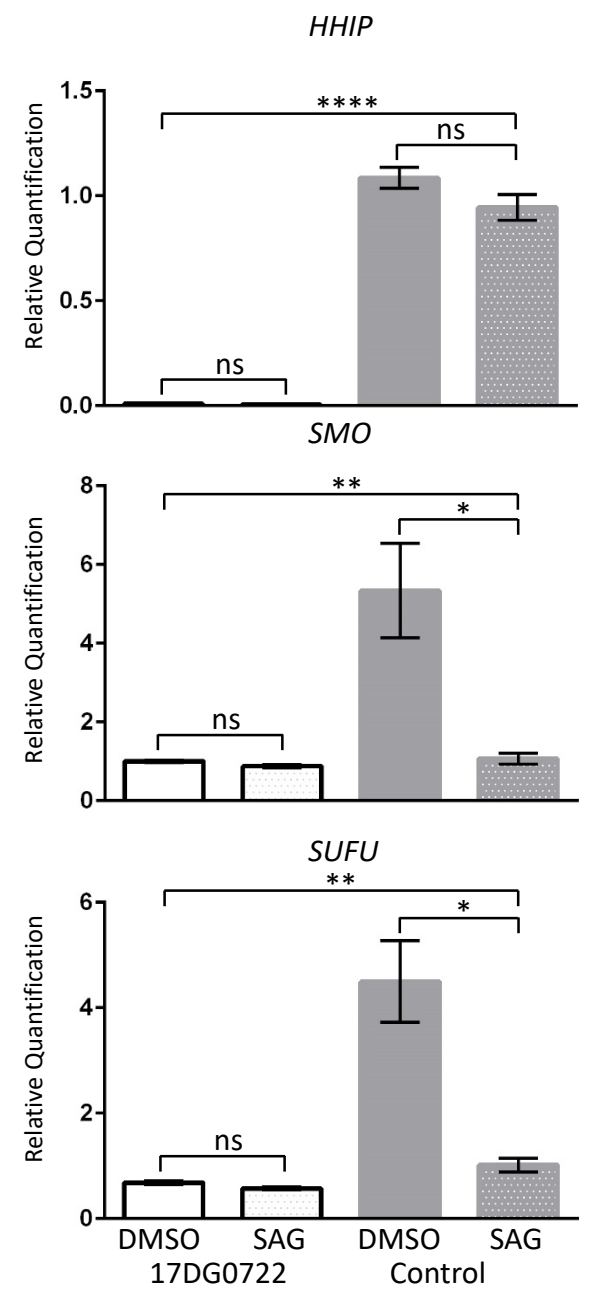 HHIP
Relative Quantification
1.5
1.0
0.5
0.0
****
ns
ns
SMO
Relative Quantification
8
6
4
2
0
**
*
ns
SUFU
Relative Quantification
6
4
2
0
**
*
ns
DMSO SAG DMSO SAG
17DG0722 Control